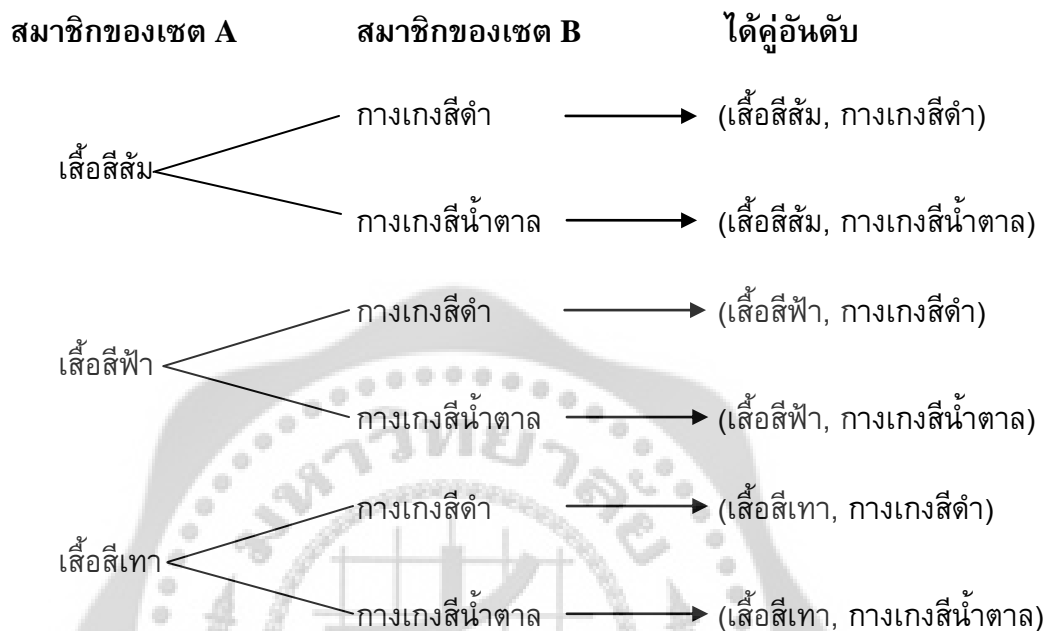 สมาชิกของเซต A สมาชิกของเซต B ได้คู่อันดับ
กางเกงสีดำ (เสื้อสีส้ม, กางเกงสีดำ)
เสื้อสีส้ม
กางเกงสีน้ำตาล (เสื้อสีส้ม, กางเกงสีน้ำตาล)
กางเกงสีดำ (เสื้อสีฟ้า, กางเกงสีดำ)
เสื้อสีฟ้า
กางเกงสีน้ำตาล (เสื้อสีฟ้า, กางเกงสีน้ำตาล)
มหาวิทยาลัย
กางเกงสีดำ (เสื้อสีเทา, กางเกงสีดำ)
เสื้อสีเทา
กางเกงสีน้ำตาล (เสื้อสีเทา, กางเกงสีน้ำตาล)